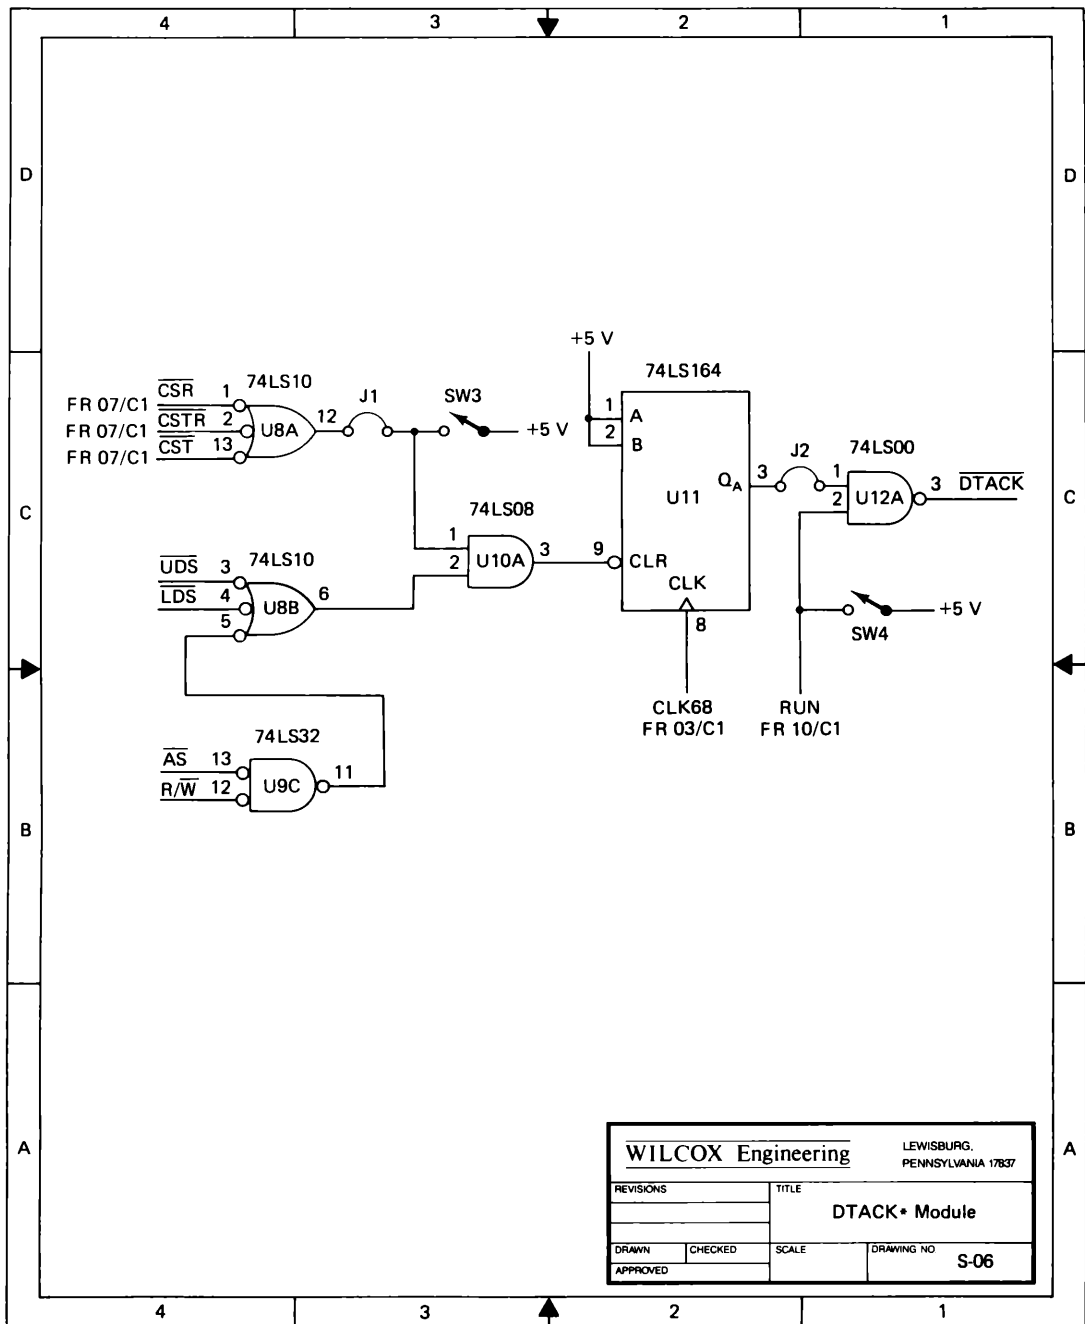 4 3 2 1
D D
+5 V
74LS164
74LS10
CSR 1
FR 07/C1
CSTR 2
FR 07/C1
CST 13
FR 07/C1
U8A
12
J1
SW3
+5 V
1 A
2 B
U11
QA 3
J2
74LS00
1
2
U12A
3
DTACK
C C
74LS08
1
2
U10A
3
9 CLR
CLK
8
74LS10
UDS 3
LDS 4
5
U8B
6
+5 V
SW4
CLK68
FR 03/C1
RUN
FR 10/C1
74LS32
AS 13
R/W 12
U9C
11
B B
A A
WILCOX Engineering
LEWISBURG,
PENNSYLVANIA 17837
REVISIONS
TITLE
DTACK* Module
DRAWN
CHECKED
SCALE
DRAWING NO
S-06
APPROVED
4 3 2 1